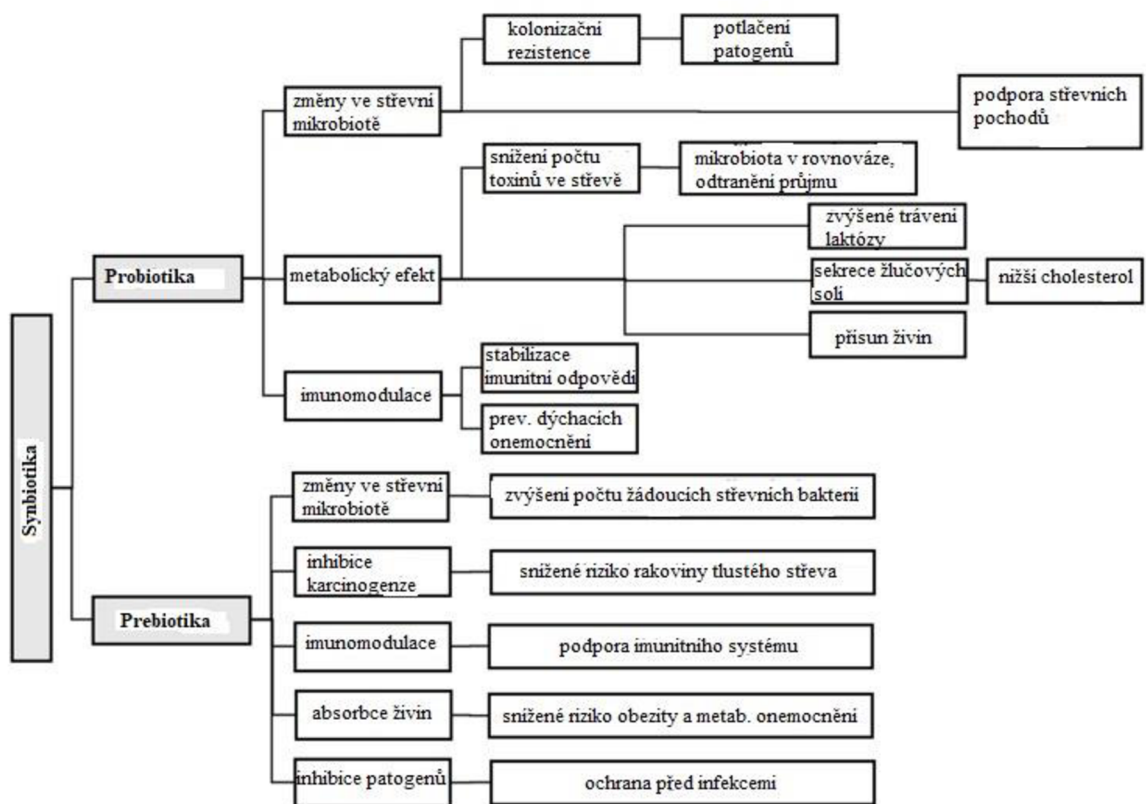 kolonizační
rezistence
potlačení
patogenů
změny ve střevní
mikrobiotě
podpora střevních
pochodů
snížení počtu
toxinů ve střevě
mikrobiota v rovnováze,
odtranění průjmu
zvýšené trávení
laktózy
Probiotika
metabolický efekt
sekrece žlučových
solí
nižší cholesterol
přísun živin
stabilizace
imunitní odpovědi
imunomodulace
prev. dýchacích
onemocnění
Synbiotika
změny ve střevní
mikrobiotě
zvýšení počtu žádoucích střevních bakterií
inhibice
karcinogenze
snížené riziko rakoviny tlustého střeva
Prebiotika
imunomodulace
podpora imunitního systému
absorbce živin
snížené riziko obezity a metab. onemocnění
inhibice patogenů
ochrana před infekcemi